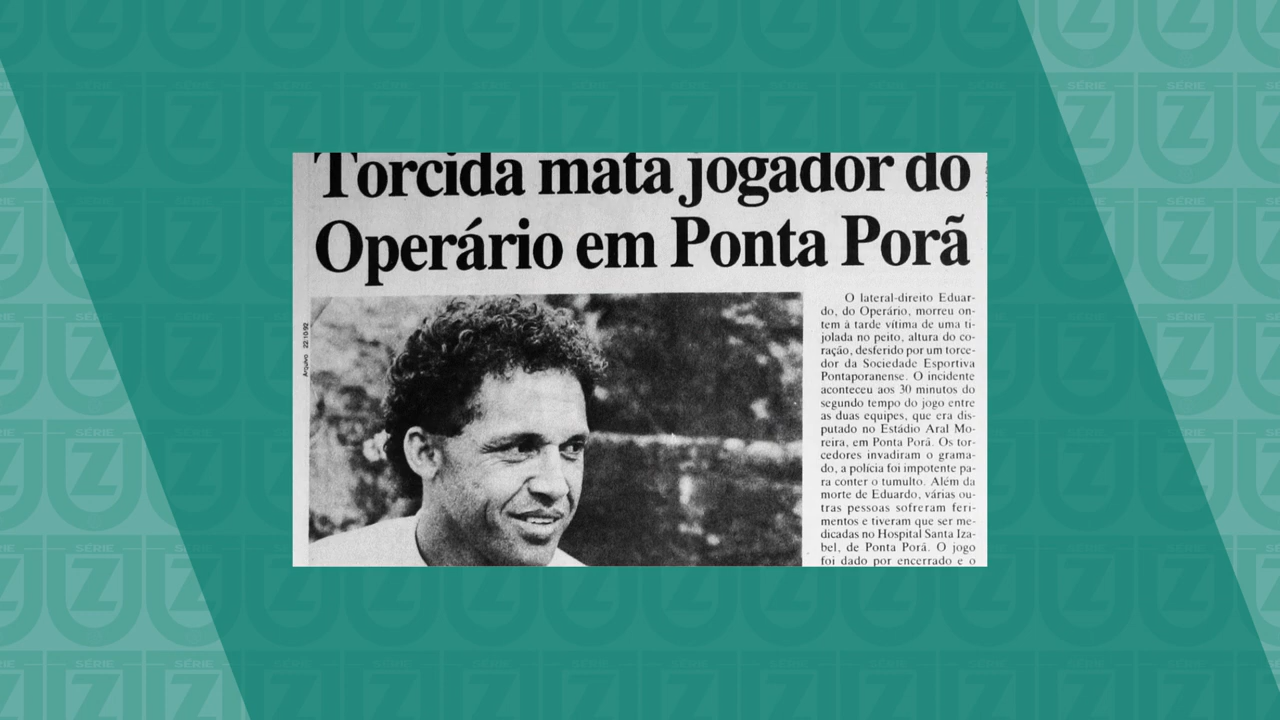 Torcida mata jogador do
Operário em Ponta Porã
Arquivo 22/10/92
O lateral-direito Eduar-
do, do Operário, morreu on-
tem à tarde vítima de uma ti-
jolada no peito, altura do co-
ração, desferido por um torce-
dor da Sociedade Esportiva
Pontaporanense. O incidente
aconteceu aos 30 minutos do
segundo tempo do jogo entre
as duas equipes, que era dis-
putado no Estádio Aral Mo-
reira, em Ponta Porã. Os tor-
cedores invadiram o grama-
do, a polícia foi impotente pa-
ra conter o tumulto. Além da
morte de Eduardo, várias ou-
tras pessoas sofreram feri-
mentos e tiveram que ser me-
dicadas no Hospital Santa Iza-
bel, de Ponta Porã. O jogo
foi dado por encerrado e o
SÉRIE
Z